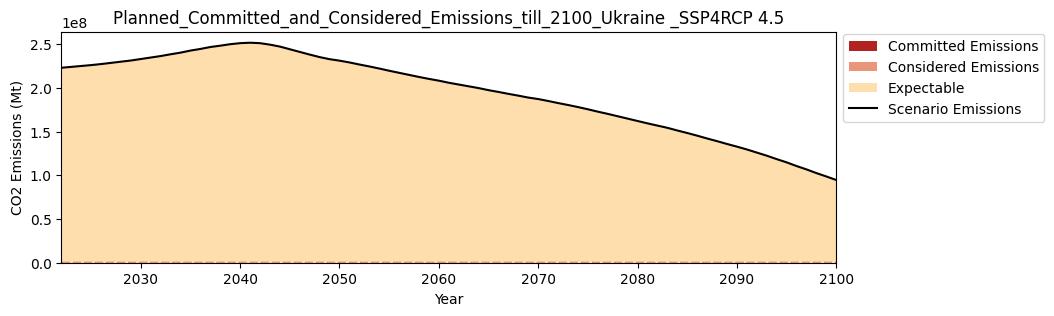 Planned_Committed_and_Considered_Emissions_till_2100_Ukraine _SSP4RCP 4.5
1e8
2.5
2.0
1.5
1.0
0.5
0.0
CO2 Emissions (Mt)
2030 2040 2050 2060 2070 2080 2090 2100
Year
Committed Emissions
Considered Emissions
Expectable
Scenario Emissions